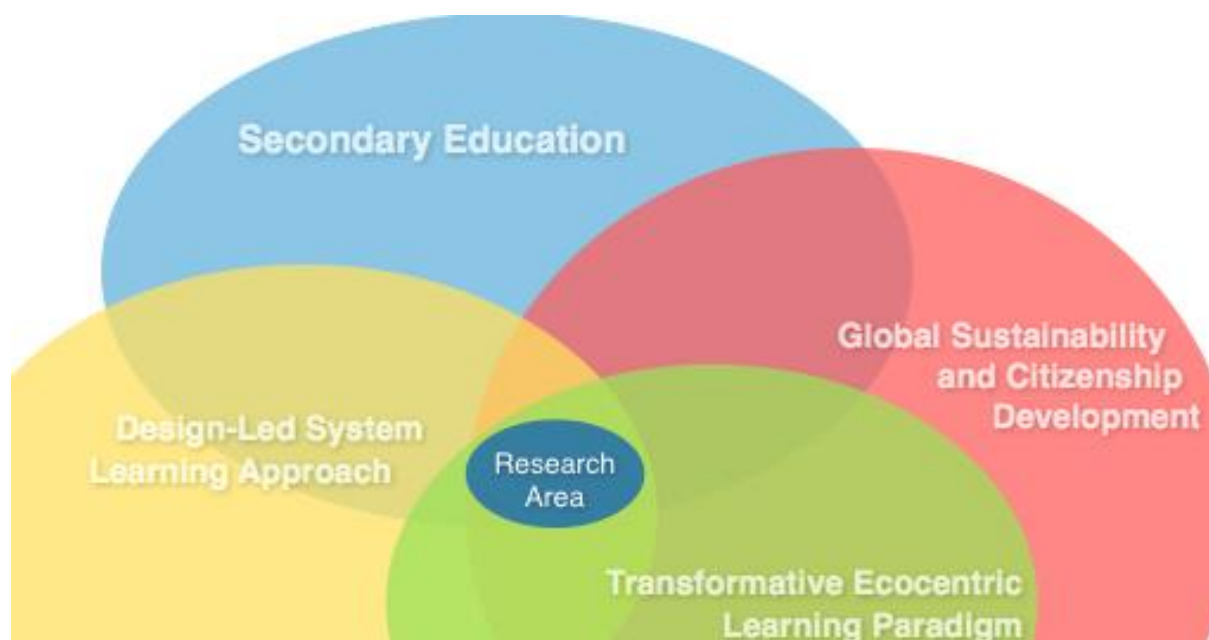 Secondary Education
Global Sustainability
and Citizenship
Development
Design-Led System
Learning Approach
Research
Area
Transformative Ecocentric
Learning Paradigm